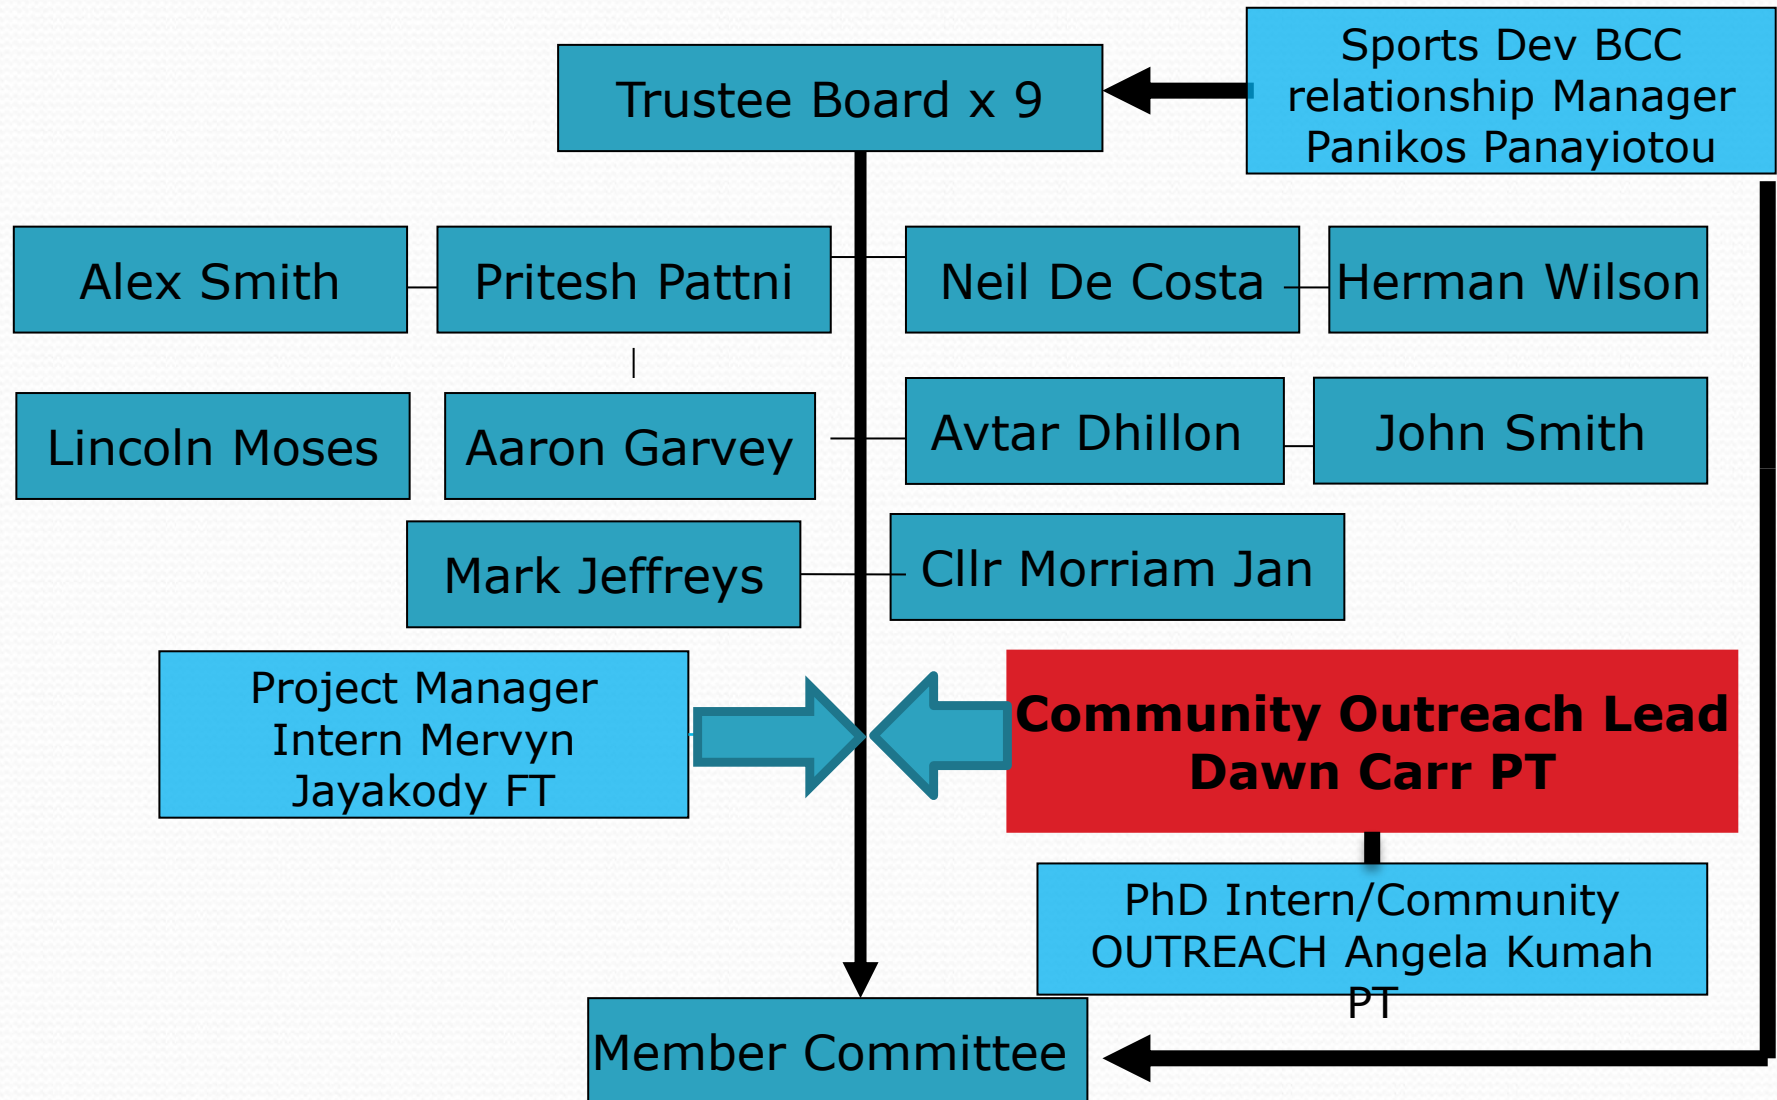 Trustee Board x 9
Sports Dev BCC
relationship Manager
Panikos Panayiotou
Alex Smith
Pritesh Pattni
Neil De Costa
Herman Wilson
Lincoln Moses
Aaron Garvey
Avtar Dhillon
John Smith
Mark Jeffreys
Cllr Morriam Jan
Project Manager
Intern Mervyn
Jayakody FT
Community Outreach Lead
Dawn Carr PT
PhD Intern/Community
OUTREACH Angela Kumah
PT
Member Committee